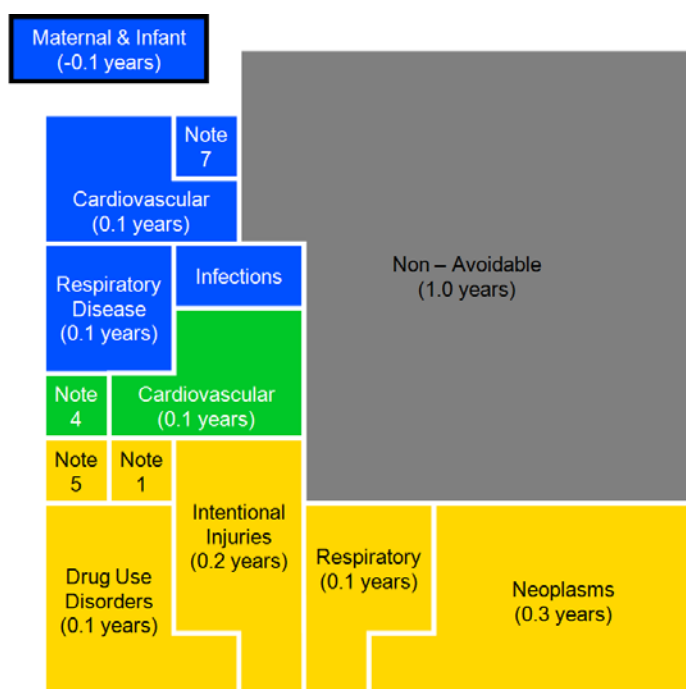 Maternal & Infant
(-0.1 years)
Note
7
Cardiovascular
(0.1 years)
Non – Avoidable
(1.0 years)
Respiratory
Disease
(0.1 years)
Infections
Note
4
Cardiovascular
(0.1 years)
Note
5
Note
1
Intentional
Injuries
(0.2 years)
Drug Use
Disorders
(0.1 years)
Respiratory
(0.1 years)
Neoplasms
(0.3 years)